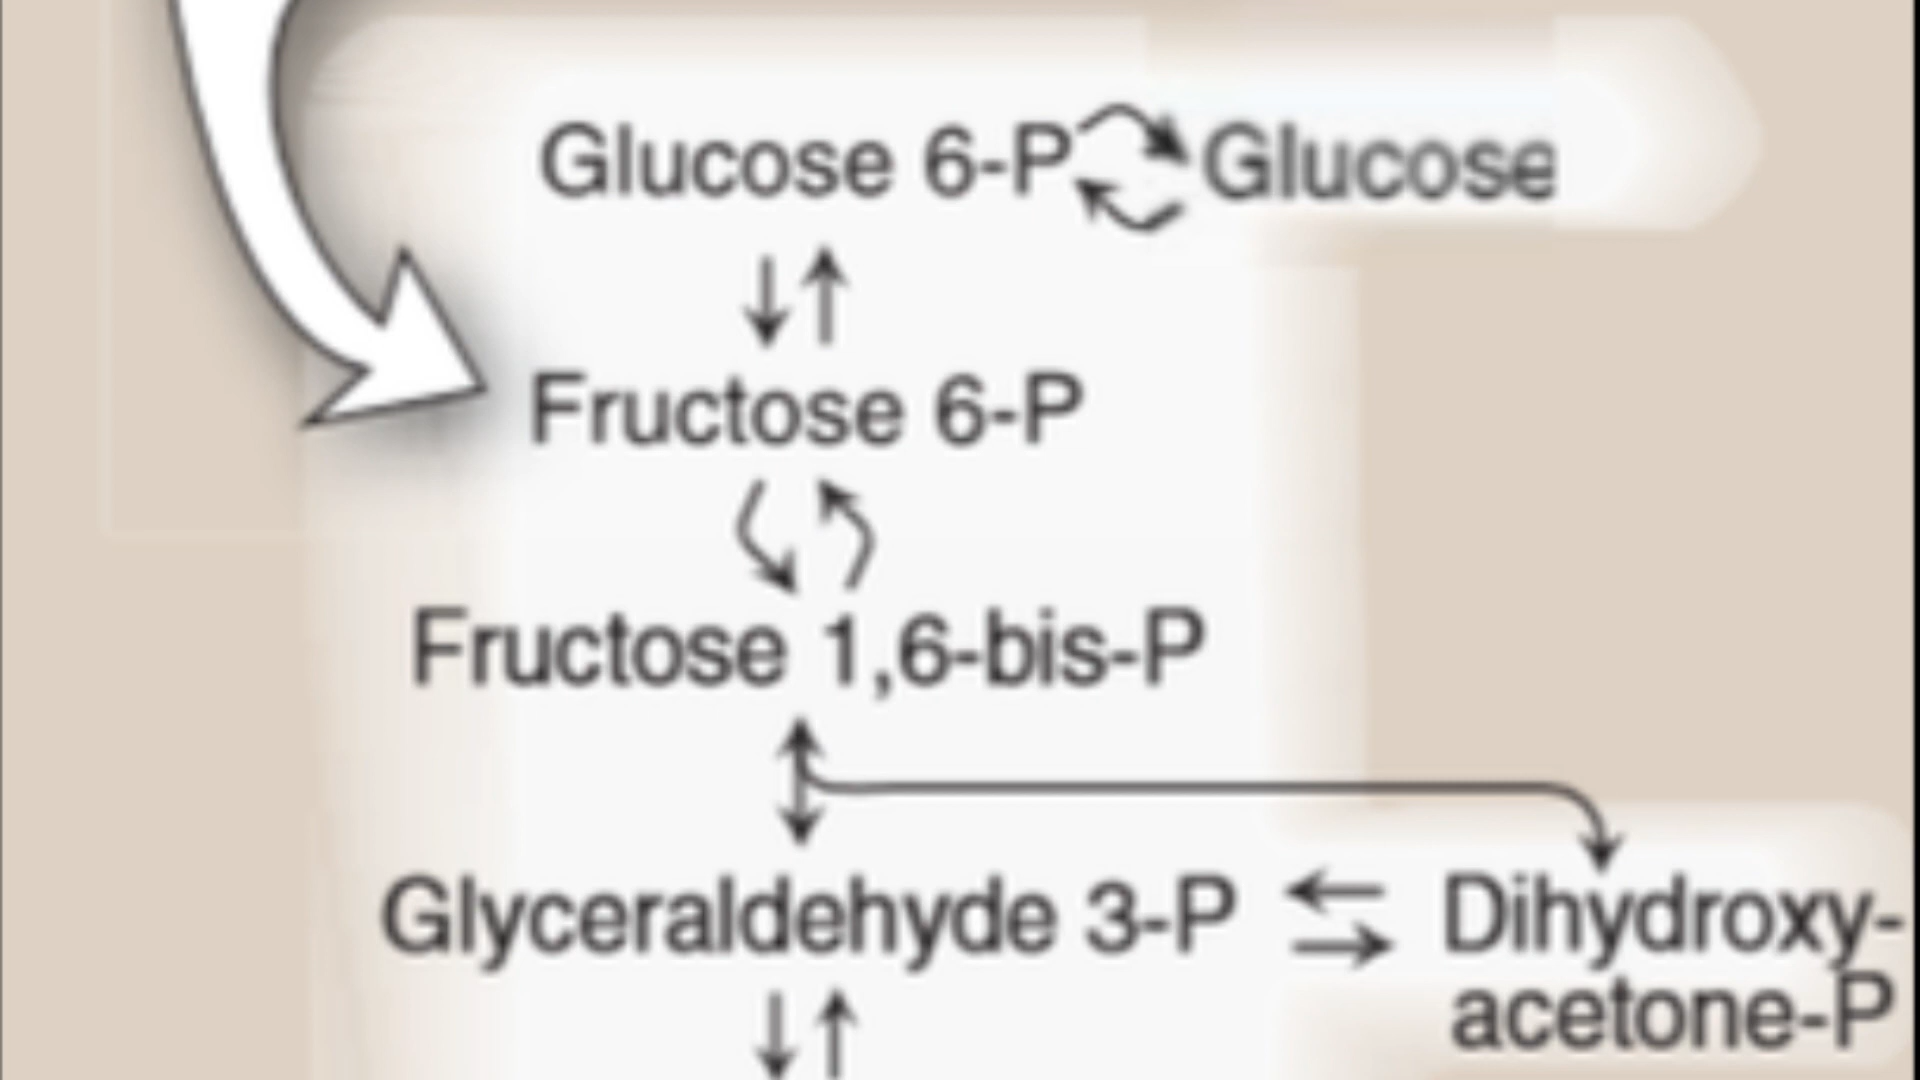 Glucose 6-P Glucose
Fructose 6-P
Fructose 1,6-bis-P
Glyceraldehyde 3-P Dihydroxy-
acetone-P